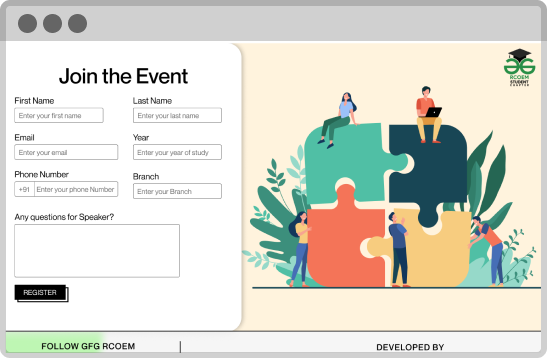 Join the Event
First Name
Last Name
Enter your first name
Enter your last name
Email
Year
Enter your email
Enter your year of study
Phone Number
Branch
+91
Enter your phone Number
Enter your Branch
Any questions for Speaker?
REGISTER
RCOEM
STUDENT
CHAPTER
FOLLOW GFG RCOEM
DEVELOPED BY